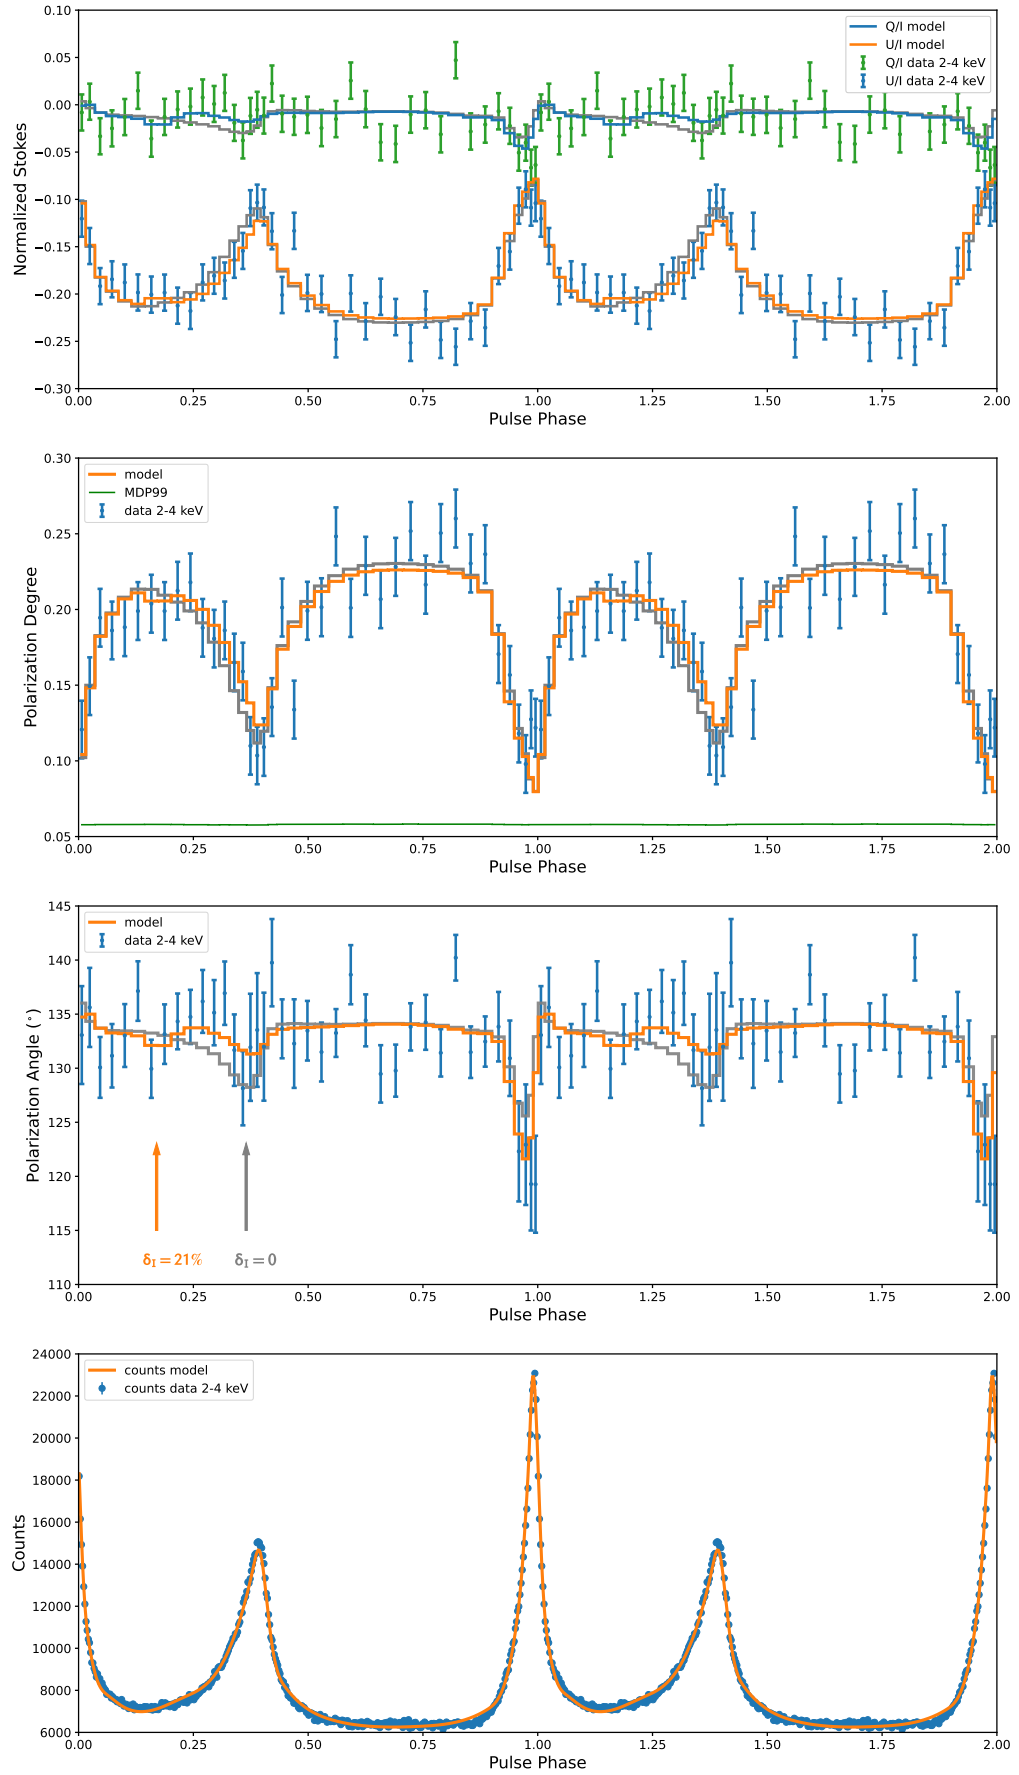 0.10
0.05
0.00
−0.05
−0.10
−0.15
−0.20
−0.25
−0.30
Normalized Stokes
Q/I model
U/I model
Q/I data 2-4 keV
U/I data 2-4 keV
0.00 0.25 0.50 0.75 1.00 1.25 1.50 1.75 2.00
Pulse Phase
0.30
0.25
0.20
0.15
0.10
0.05
Polarization Degree
model
MDP99
data 2-4 keV
0.00 0.25 0.50 0.75 1.00 1.25 1.50 1.75 2.00
Pulse Phase
145
140
135
130
125
120
115
110
Polarization Angle (°)
model
data 2-4 keV
δI = 21% δI = 0
0.00 0.25 0.50 0.75 1.00 1.25 1.50 1.75 2.00
Pulse Phase
24000
22000
20000
18000
16000
14000
12000
10000
8000
6000
Counts
counts model
counts data 2-4 keV
0.00 0.25 0.50 0.75 1.00 1.25 1.50 1.75 2.00
Pulse Phase